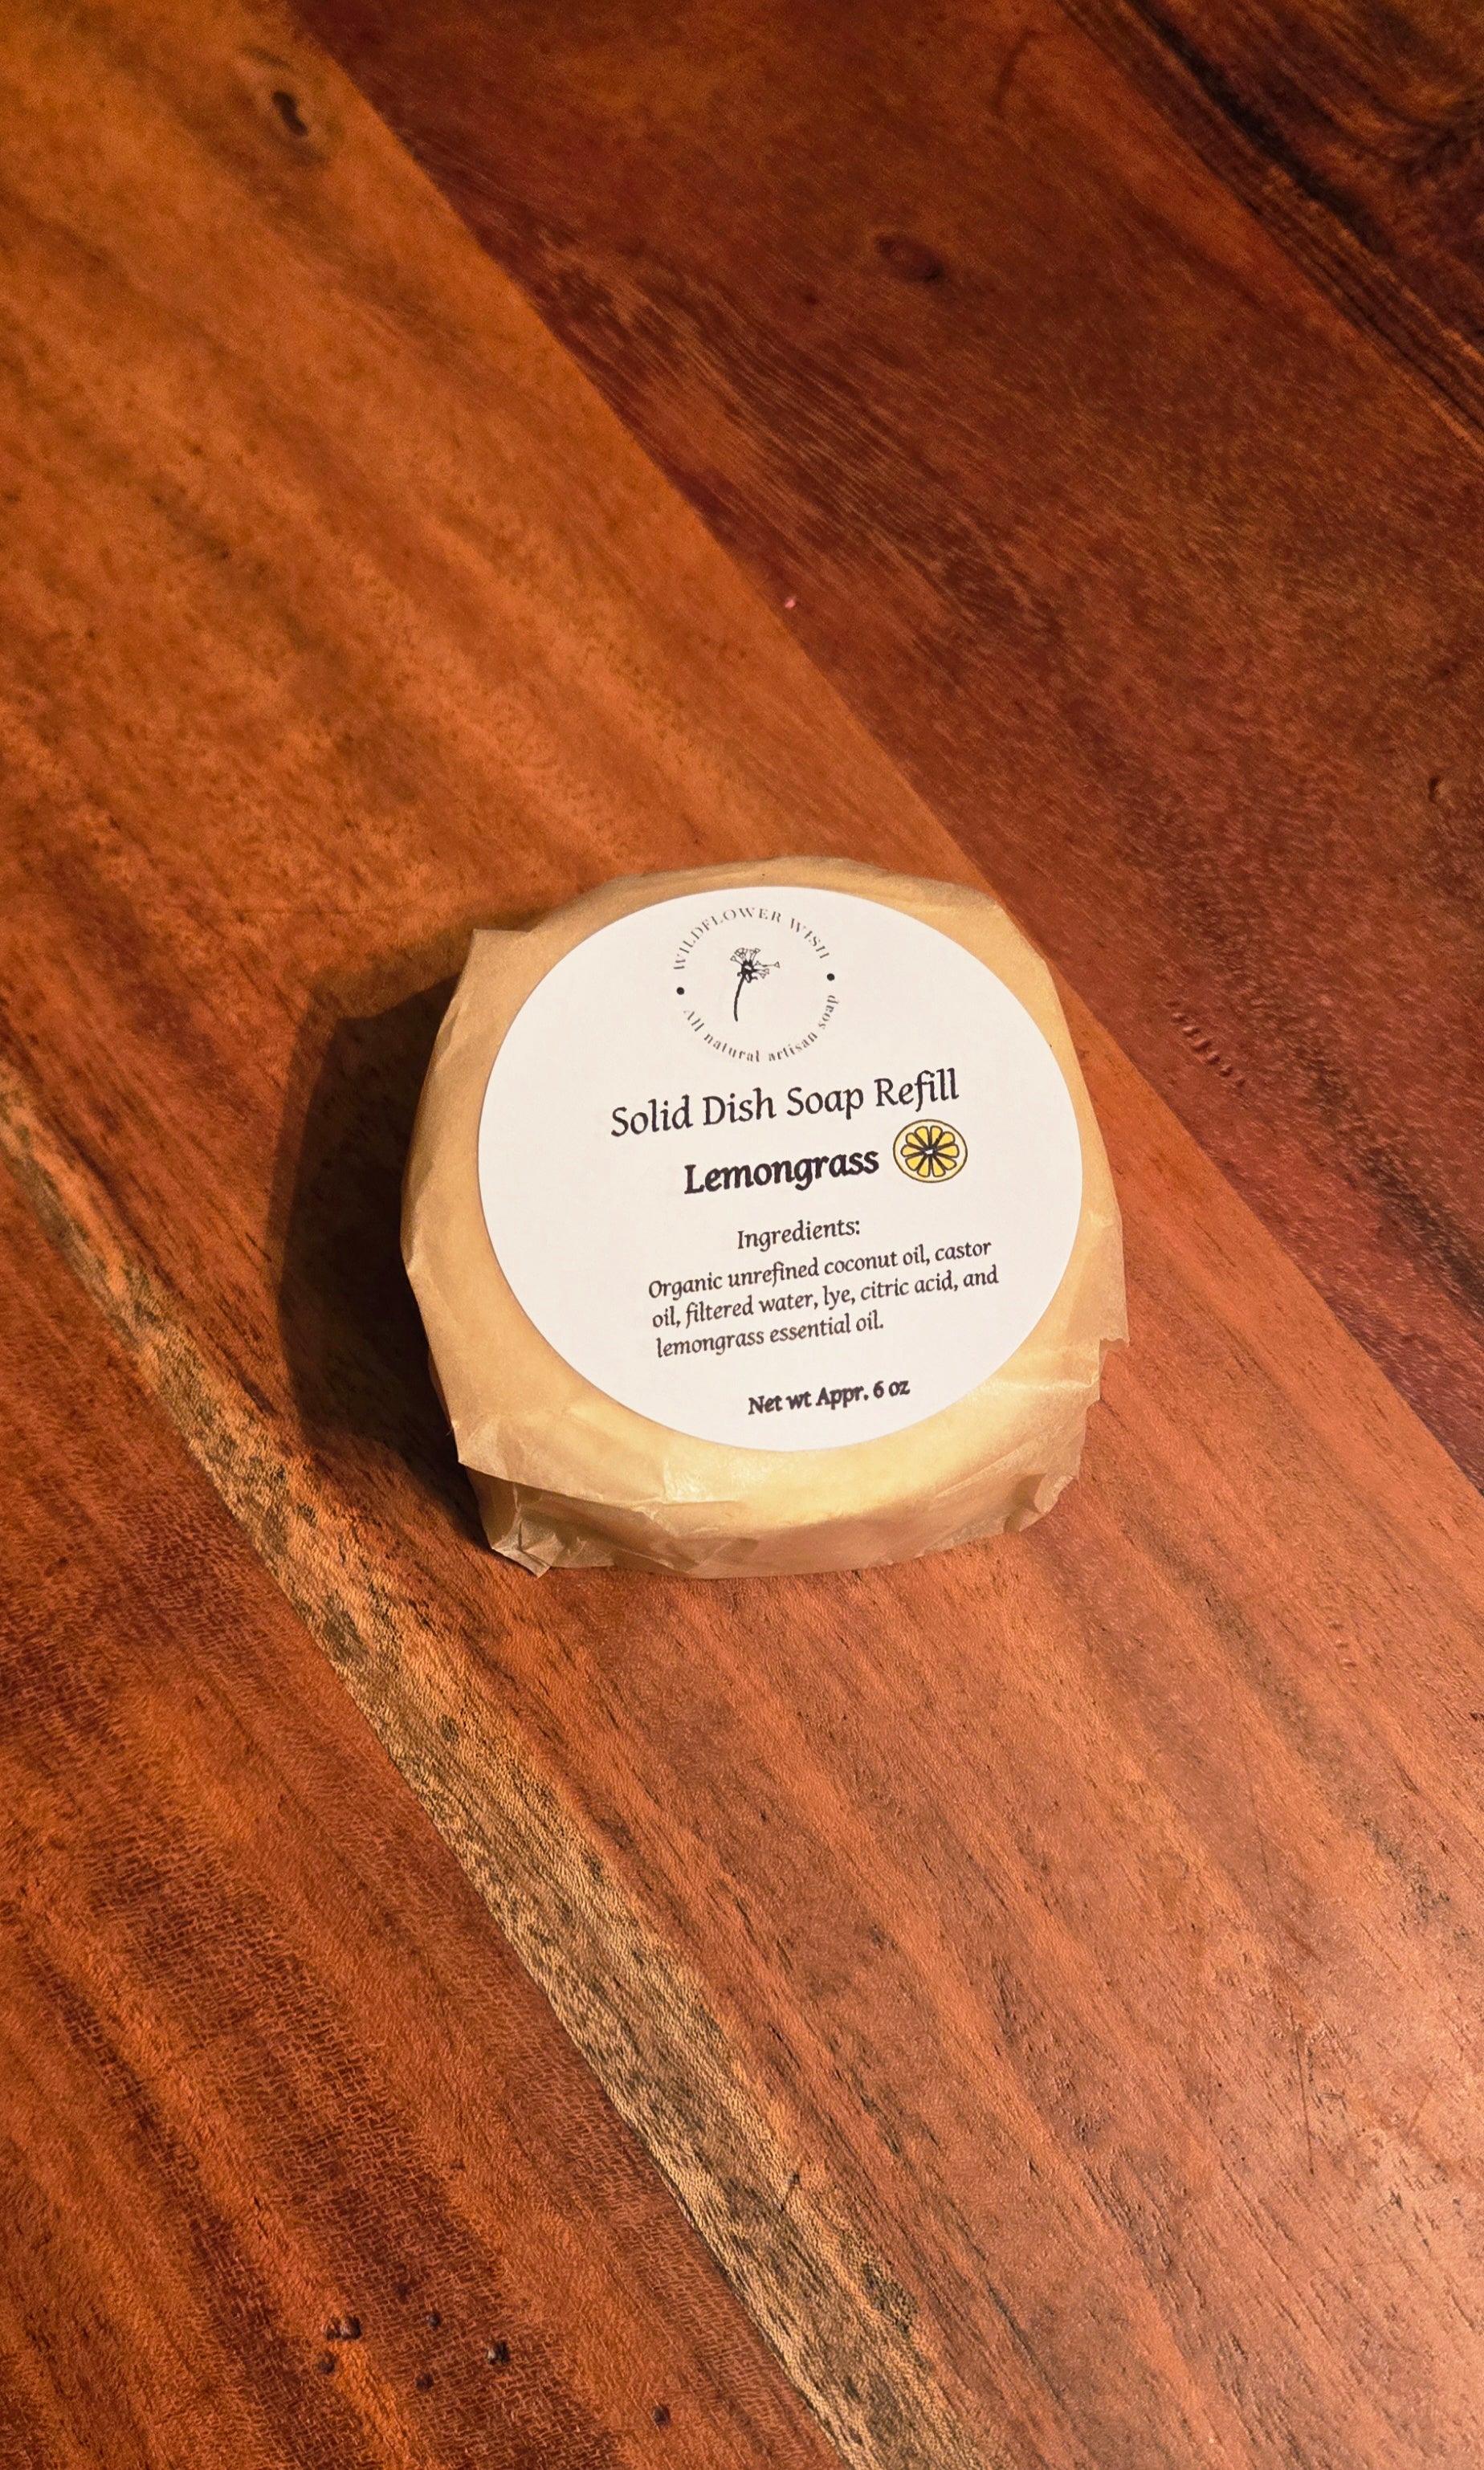 WILDFLOWER WISH
All natural artisan soap
Solid Dish Soap Refill
Lemongrass
Ingredients:
Organic unrefined coconut oil, castor
oil, filtered water, lye, citric acid, and
lemongrass essential oil.
Net wt Appr. 6 oz